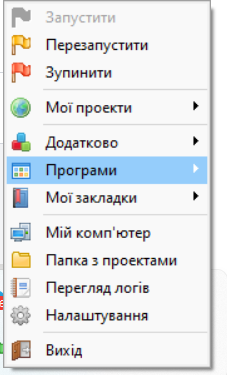 Запустити
Перезапустити
Зупинити
Мої проекти
Додатково
Програми
Мої закладки
Мій комп'ютер
Папка з проектами
Перегляд логів
Налаштування
Вихід